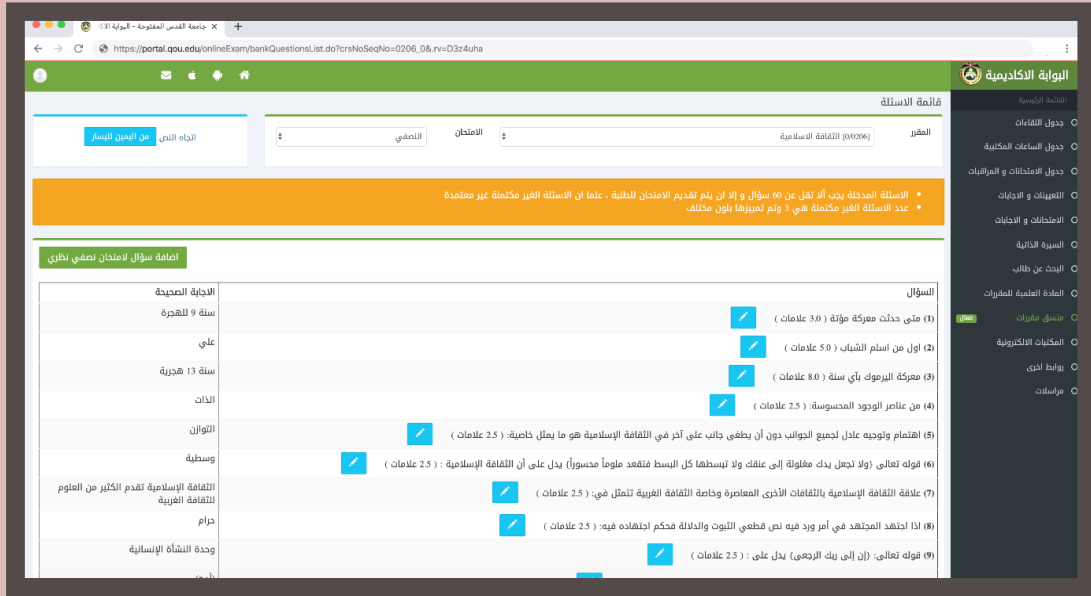 جامعة القدس المفتوحة - البوابة الاك
https://portal.qou.edu/onlineExam/bankQuestionsList.do?crsNoSeqNo=0206_0&.rv=D3z4uha
البوابة الاكاديمية
القائمة الرئيسية
جدول اللقاءات
جدول الساعات المكتبية
جدول الامتحانات و المراقبات
التعيينات و الاجابات
الامتحانات و الاجابات
السيرة الذاتية
البحث عن طالب
المادة العلمية للمقررات
منسق مقررات فعال
المكتبات الالكترونية
روابط اخرى
مراسلات
قائمة الاسئلة
المقرر [0/0206] الثقافة الاسلامية الامتحان النصفي
اتجاه النص من اليمين لليسار
الاسئلة المدخلة يجب ألا تقل عن 60 سؤال و إلا لن يتم تقديم الامتحان للطلبة ، علما ان الاسئلة الغير مكتملة غير معتمدة
عدد الاسئلة الغير مكتملة هي 3 وتم تمييزها بلون مختلف
اضافة سؤال لامتحان نصفي نظري
السؤال الاجابة الصحيحة
(1) متى حدثت معركة مؤتة ( 3.0 علامات ) سنة 9 للهجرة
(2) اول من اسلم الشباب ( 5.0 علامات ) علي
(3) معركة اليرموك بآي سنة ( 8.0 علامات ) سنة 13 هجرية
(4) من عناصر الوجود المحسوسة: ( 2.5 علامات ) الذات
(5) اهتمام وتوجيه عادل لجميع الجوانب دون أن يطغى جانب على آخر في الثقافة الإسلامية هو ما يمثل خاصية: ( 2.5 علامات ) التوازن
(6) قوله تعالى {ولا تجعل يدك مغلولة إلى عنقك ولا تبسطها كل البسط فتقعد ملوماً محسوراً} يدل على أن الثقافة الإسلامية : ( 2.5 علامات ) وسطية
(7) علاقة الثقافة الإسلامية بالثقافات الأخرى المعاصرة وخاصة الثقافة الغربية تتمثل في: ( 2.5 علامات ) الثقافة الإسلامية تقدم الكثير من العلوم
للثقافة الغربية
(8) اذا اجتهد المجتهد في أمر ورد فيه نص قطعي الثبوت والدلالة فحكم اجتهاده فيه: ( 2.5 علامات ) حرام
(9) قوله تعالى: {إن إلى ربك الرجعى} يدل على : ( 2.5 علامات ) وحدة النشأة الإنسانية